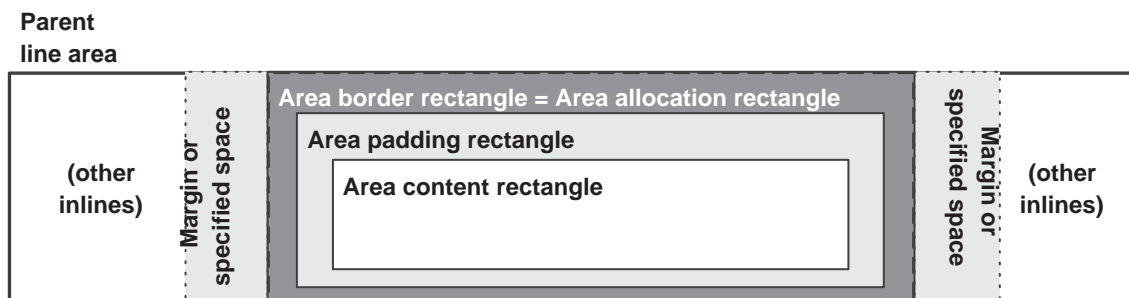 Parent
line area
Area border rectangle = Area allocation rectangle
Area padding rectangle
Area content rectangle
(other
inlines)
Margin or
specified space
Margin or
specified space
(other
inlines)